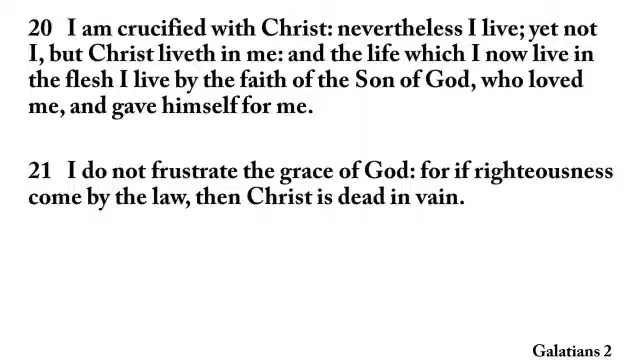 20 I am crucified with Christ: nevertheless I live; yet not
I, but Christ liveth in me: and the life which I now live in
the flesh I live by the faith of the Son of God, who loved
me, and gave himself for me.
21 I do not frustrate the grace of God: for if righteousness
come by the law, then Christ is dead in vain.
Galatians 2